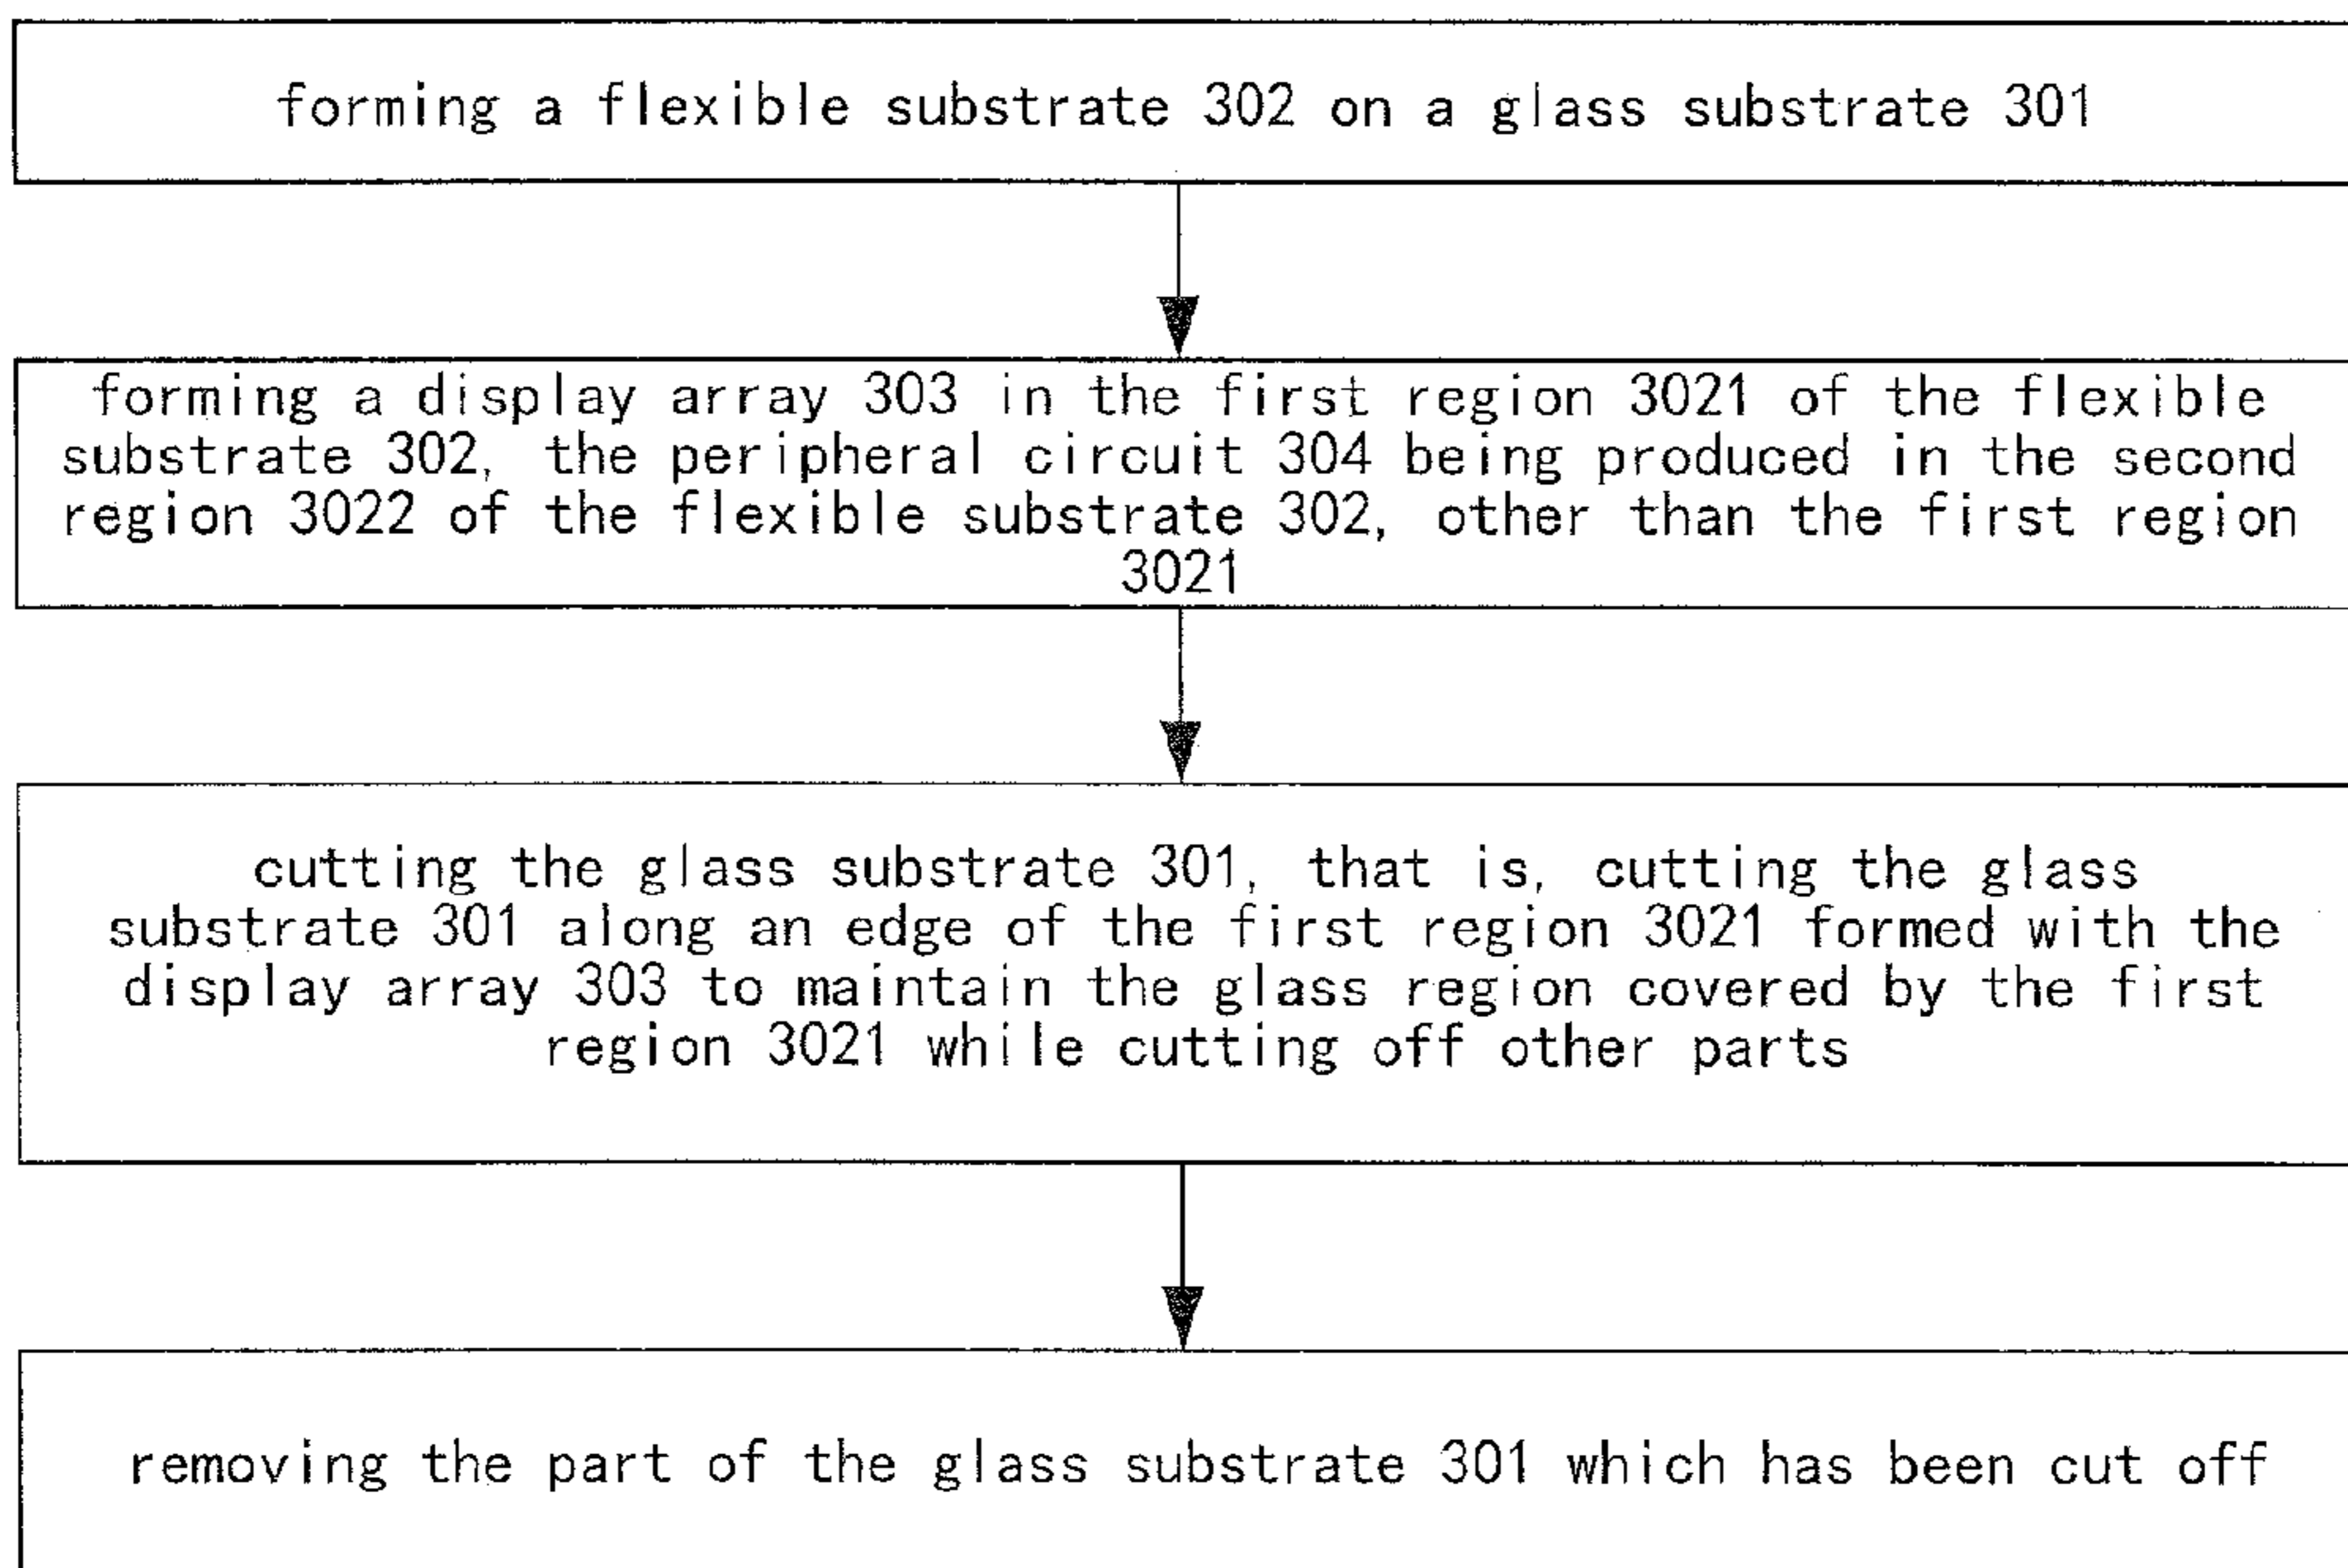 forming a flexible substrate 302 on a glass substrate 301
forming a display array 303 in the first region 3021 of the flexible
substrate 302, the peripheral circuit 304 being produced in the second
region 3022 of the flexible substrate 302, other than the first region
3021
cutting the glass substrate 301, that is, cutting the glass
substrate 301 along an edge of the first region 3021 formed with the
display array 303 to maintain the glass region covered by the first
region 3021 while cutting off other parts
removing the part of the glass substrate 301 which has been cut off